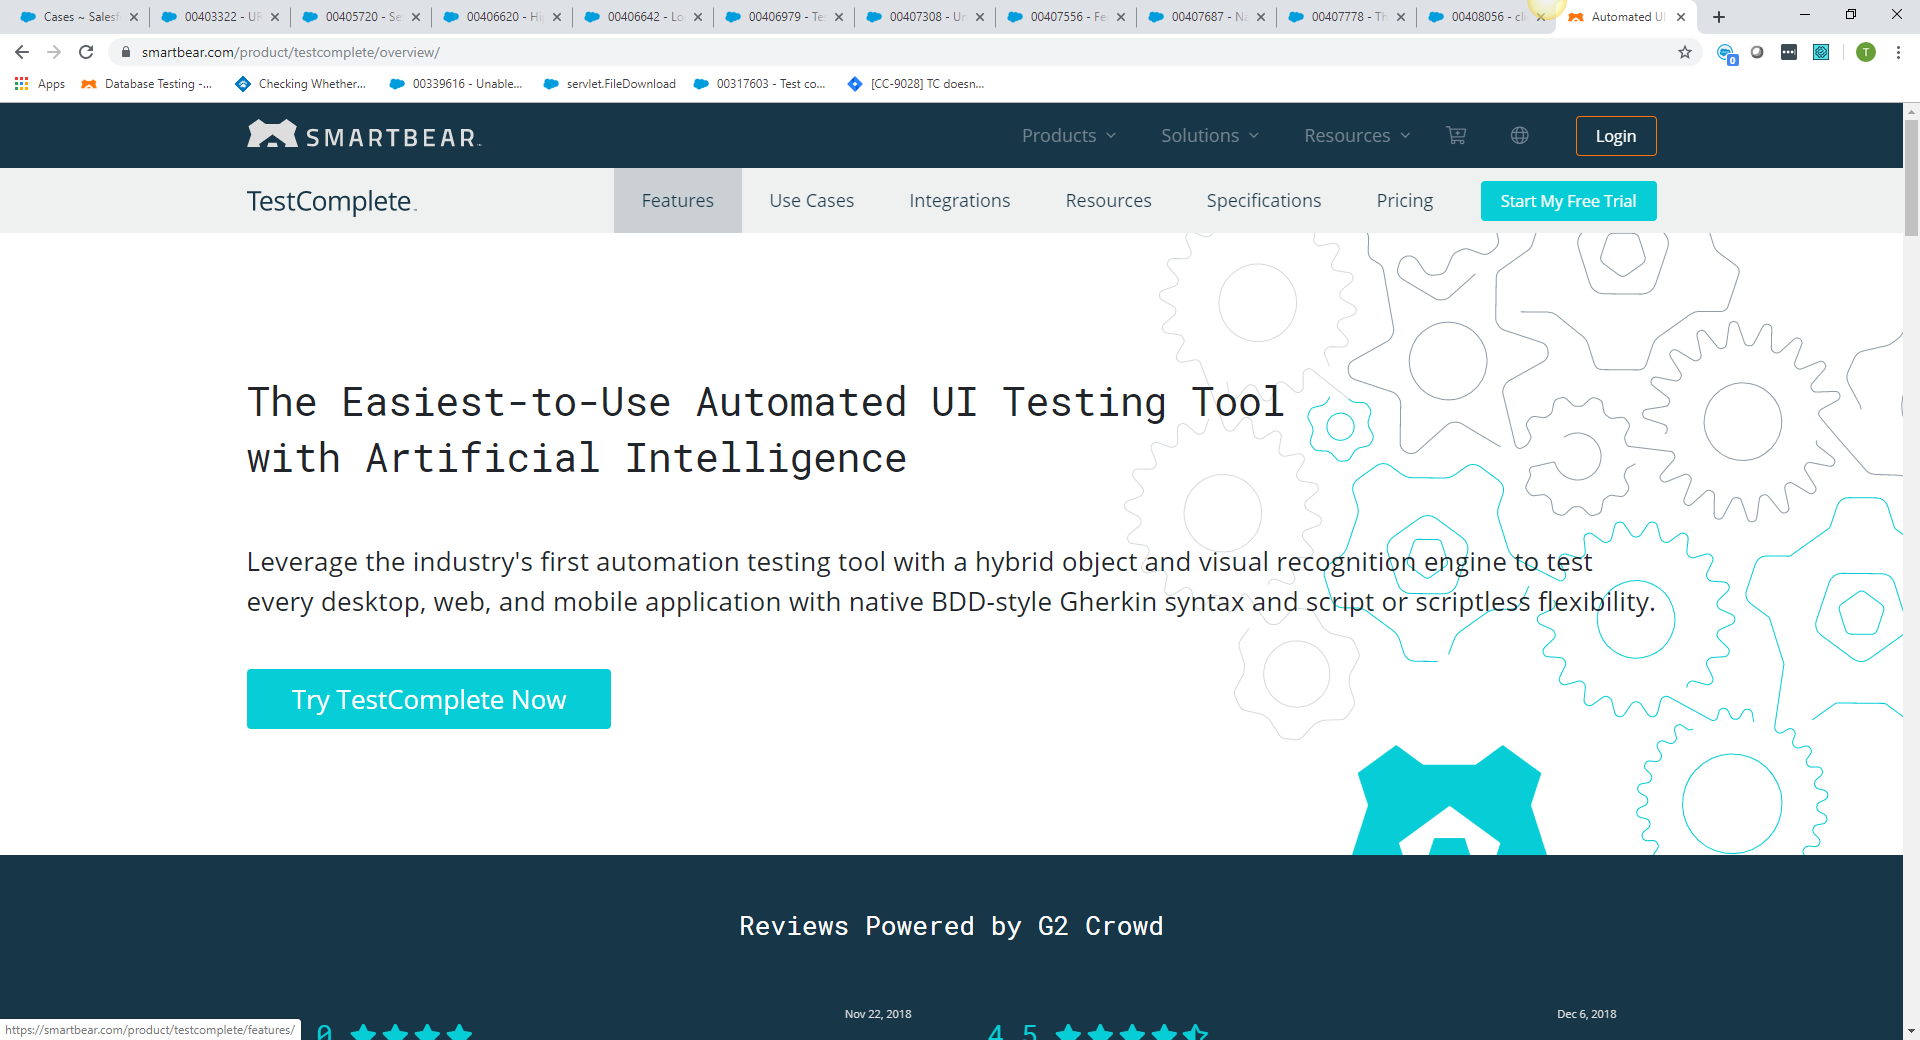 Cases ~ Salesf
00403322 - UF
00405720 - Se
00406620 - Hi
00406642 - Lo
00406979 - Te
00407308 - Ur
00407556 - Fe
00407687 - Na
00407778 - Th
00408056 - cl
Automated UI
smartbear.com/product/testcomplete/overview/
0
T
Apps
Database Testing -...
Checking Whether...
00339616 - Unable...
servlet.FileDownload
00317603 - Test co...
[CC-9028] TC doesn...
SMARTBEAR
Products
Solutions
Resources
Login
TestComplete
Features
Use Cases
Integrations
Resources
Specifications
Pricing
Start My Free Trial
The Easiest-to-Use Automated UI Testing Tool
with Artificial Intelligence
Leverage the industry's first automation testing tool with a hybrid object and visual recognition engine to test
every desktop, web, and mobile application with native BDD-style Gherkin syntax and script or scriptless flexibility.
Try TestComplete Now
Reviews Powered by G2 Crowd
Nov 22, 2018
Dec 6, 2018
0
4.5
https://smartbear.com/product/testcomplete/features/